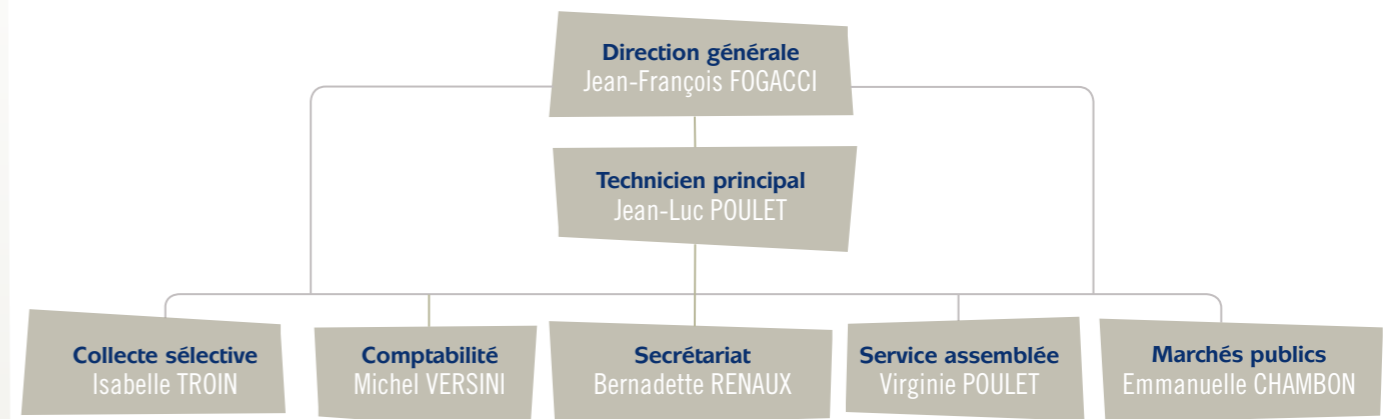 Direction générale
Jean-François FOGACCI
Technicien principal
Jean-Luc POULET
Collecte sélective
Isabelle TROIN
Comptabilité
Michel VERSINI
Secrétariat
Bernadette RENAUX
Service assemblée
Virginie POULET
Marchés publics
Emmanuelle CHAMBON